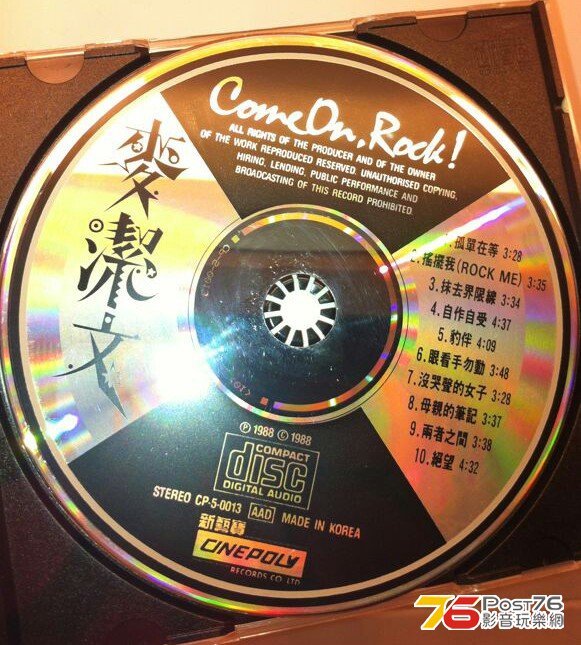 Come On, Rock!
ALL RIGHTS OF THE PRODUCER AND OF THE OWNER
OF THE WORK REPRODUCED RESERVED. UNAUTHORISED COPYING,
HIRING, LENDING, PUBLIC PERFORMANCE AND
BROADCASTING OF THIS RECORD PROHIBITED.
麥潔文
1. 孤單在等 3:28
2. 搖擺我(ROCK ME) 3:35
3. 抹去界限線 3:34
4. 自作自受 4:37
5. 豹伴 4:09
6. 眼看手勿動 3:48
7. 沒哭聲的女子 3:28
8. 母親的筆記 3:37
9. 兩者之間 3:38
10. 絕望 4:32
Ⓟ 1988 Ⓒ 1988
COMPACT
disc
DIGITAL AUDIO
STEREO CP-5-0013 AAD MADE IN KOREA
新藝寶
CINEPOLY
RECORDS CO. LTD.
76 Post76
影音玩樂網